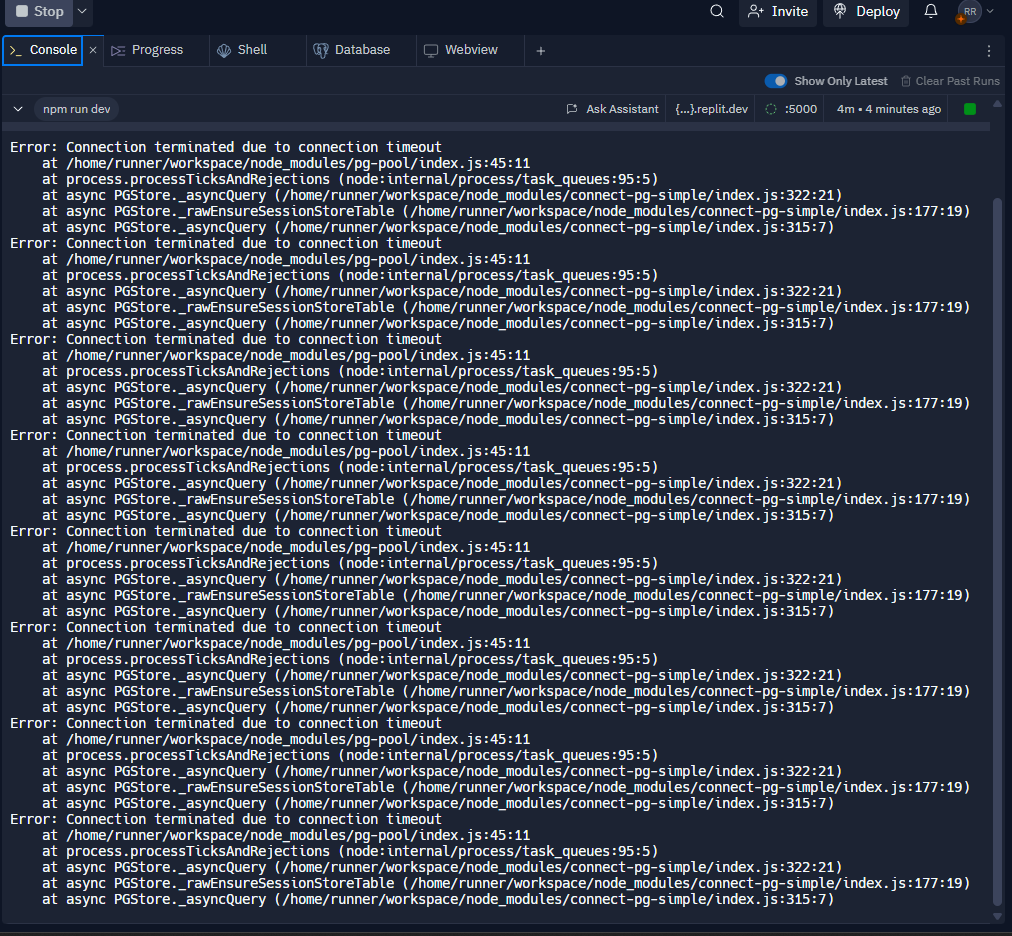 Stop
Invite
Deploy
RR
>_ Console ×
Progress
Shell
Database
Webview
+
Show Only Latest
Clear Past Runs
npm run dev
Ask Assistant
{...}.replit.dev
:5000
4m • 4 minutes ago
Error: Connection terminated due to connection timeout
    at /home/runner/workspace/node_modules/pg-pool/index.js:45:11
    at process.processTicksAndRejections (node:internal/process/task_queues:95:5)
    at async PGStore._asyncQuery (/home/runner/workspace/node_modules/connect-pg-simple/index.js:322:21)
    at async PGStore._rawEnsureSessionStoreTable (/home/runner/workspace/node_modules/connect-pg-simple/index.js:177:19)
    at async PGStore._asyncQuery (/home/runner/workspace/node_modules/connect-pg-simple/index.js:315:7)
Error: Connection terminated due to connection timeout
    at /home/runner/workspace/node_modules/pg-pool/index.js:45:11
    at process.processTicksAndRejections (node:internal/process/task_queues:95:5)
    at async PGStore._asyncQuery (/home/runner/workspace/node_modules/connect-pg-simple/index.js:322:21)
    at async PGStore._rawEnsureSessionStoreTable (/home/runner/workspace/node_modules/connect-pg-simple/index.js:177:19)
    at async PGStore._asyncQuery (/home/runner/workspace/node_modules/connect-pg-simple/index.js:315:7)
Error: Connection terminated due to connection timeout
    at /home/runner/workspace/node_modules/pg-pool/index.js:45:11
    at process.processTicksAndRejections (node:internal/process/task_queues:95:5)
    at async PGStore._asyncQuery (/home/runner/workspace/node_modules/connect-pg-simple/index.js:322:21)
    at async PGStore._rawEnsureSessionStoreTable (/home/runner/workspace/node_modules/connect-pg-simple/index.js:177:19)
    at async PGStore._asyncQuery (/home/runner/workspace/node_modules/connect-pg-simple/index.js:315:7)
Error: Connection terminated due to connection timeout
    at /home/runner/workspace/node_modules/pg-pool/index.js:45:11
    at process.processTicksAndRejections (node:internal/process/task_queues:95:5)
    at async PGStore._asyncQuery (/home/runner/workspace/node_modules/connect-pg-simple/index.js:322:21)
    at async PGStore._rawEnsureSessionStoreTable (/home/runner/workspace/node_modules/connect-pg-simple/index.js:177:19)
    at async PGStore._asyncQuery (/home/runner/workspace/node_modules/connect-pg-simple/index.js:315:7)
Error: Connection terminated due to connection timeout
    at /home/runner/workspace/node_modules/pg-pool/index.js:45:11
    at process.processTicksAndRejections (node:internal/process/task_queues:95:5)
    at async PGStore._asyncQuery (/home/runner/workspace/node_modules/connect-pg-simple/index.js:322:21)
    at async PGStore._rawEnsureSessionStoreTable (/home/runner/workspace/node_modules/connect-pg-simple/index.js:177:19)
    at async PGStore._asyncQuery (/home/runner/workspace/node_modules/connect-pg-simple/index.js:315:7)
Error: Connection terminated due to connection timeout
    at /home/runner/workspace/node_modules/pg-pool/index.js:45:11
    at process.processTicksAndRejections (node:internal/process/task_queues:95:5)
    at async PGStore._asyncQuery (/home/runner/workspace/node_modules/connect-pg-simple/index.js:322:21)
    at async PGStore._rawEnsureSessionStoreTable (/home/runner/workspace/node_modules/connect-pg-simple/index.js:177:19)
    at async PGStore._asyncQuery (/home/runner/workspace/node_modules/connect-pg-simple/index.js:315:7)
Error: Connection terminated due to connection timeout
    at /home/runner/workspace/node_modules/pg-pool/index.js:45:11
    at process.processTicksAndRejections (node:internal/process/task_queues:95:5)
    at async PGStore._asyncQuery (/home/runner/workspace/node_modules/connect-pg-simple/index.js:322:21)
    at async PGStore._rawEnsureSessionStoreTable (/home/runner/workspace/node_modules/connect-pg-simple/index.js:177:19)
    at async PGStore._asyncQuery (/home/runner/workspace/node_modules/connect-pg-simple/index.js:315:7)
Error: Connection terminated due to connection timeout
    at /home/runner/workspace/node_modules/pg-pool/index.js:45:11
    at process.processTicksAndRejections (node:internal/process/task_queues:95:5)
    at async PGStore._asyncQuery (/home/runner/workspace/node_modules/connect-pg-simple/index.js:322:21)
    at async PGStore._rawEnsureSessionStoreTable (/home/runner/workspace/node_modules/connect-pg-simple/index.js:177:19)
    at async PGStore._asyncQuery (/home/runner/workspace/node_modules/connect-pg-simple/index.js:315:7)